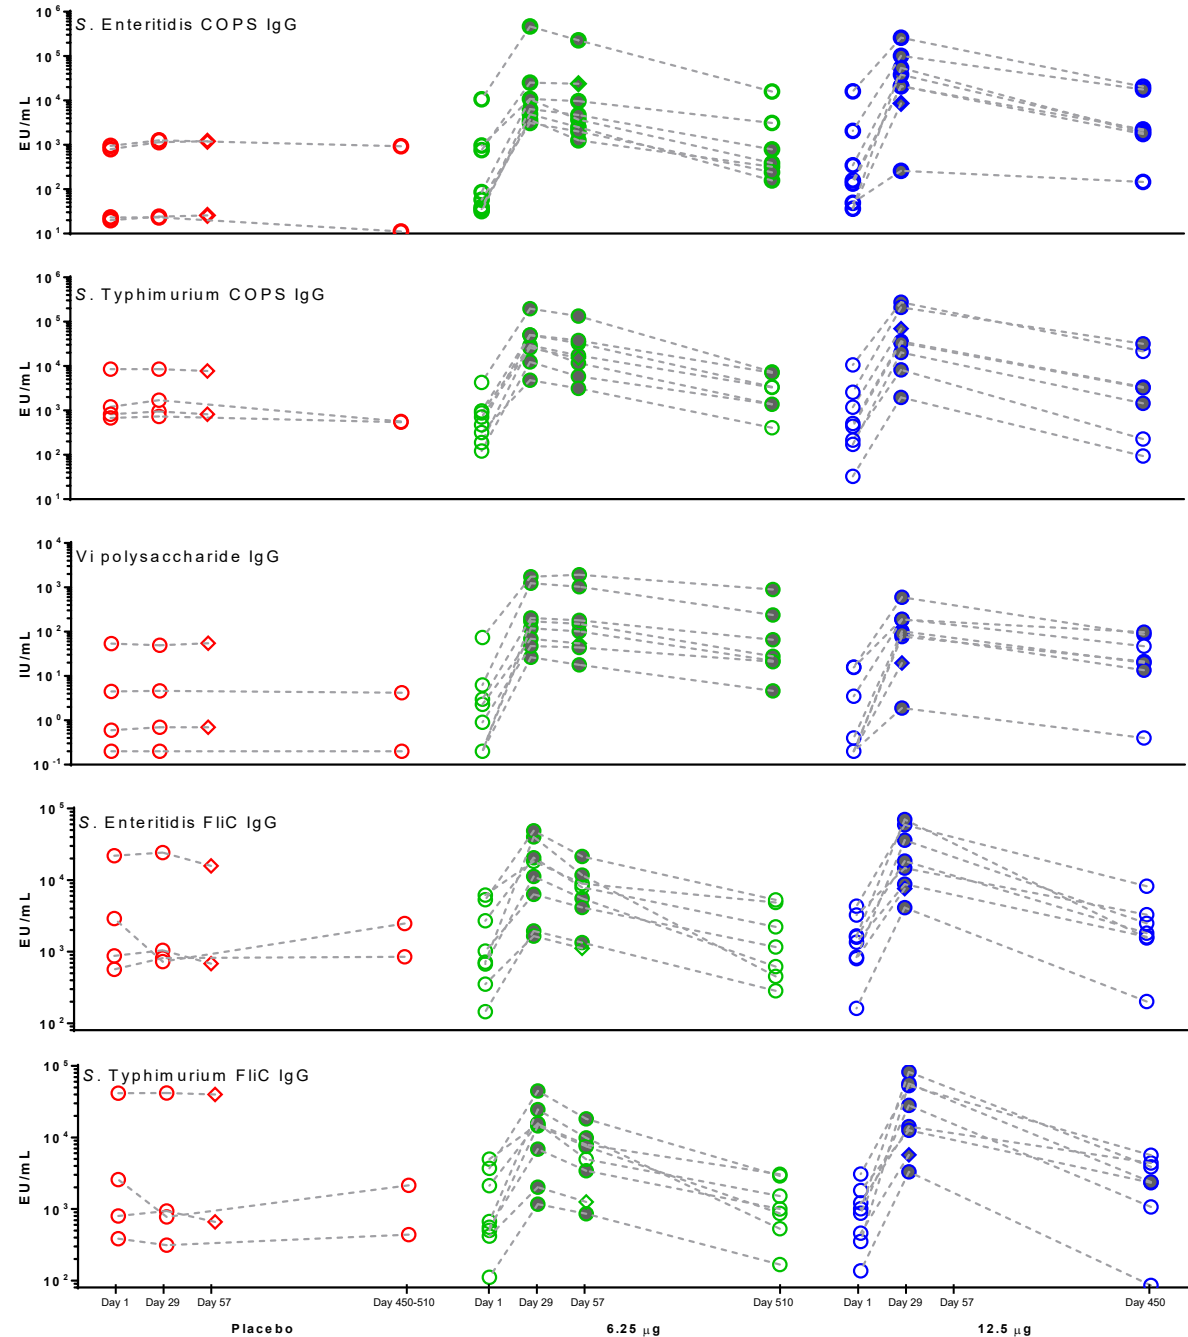 S. Enteritidis COPS IgG
EU/mL
10^6
10^5
10^4
10^3
10^2
10^1
S. Typhimurium COPS IgG
EU/mL
10^6
10^5
10^4
10^3
10^2
10^1
Vi polysaccharide IgG
IU/mL
10^4
10^3
10^2
10^1
10^0
10^-1
S. Enteritidis FliC IgG
EU/mL
10^5
10^4
10^3
10^2
S. Typhimurium FliC IgG
EU/mL
10^5
10^4
10^3
10^2
Day 1 Day 29 Day 57 Day 450-510 Day 1 Day 29 Day 57 Day 510 Day 1 Day 29 Day 57 Day 450
Placebo 6.25 μg 12.5 μg